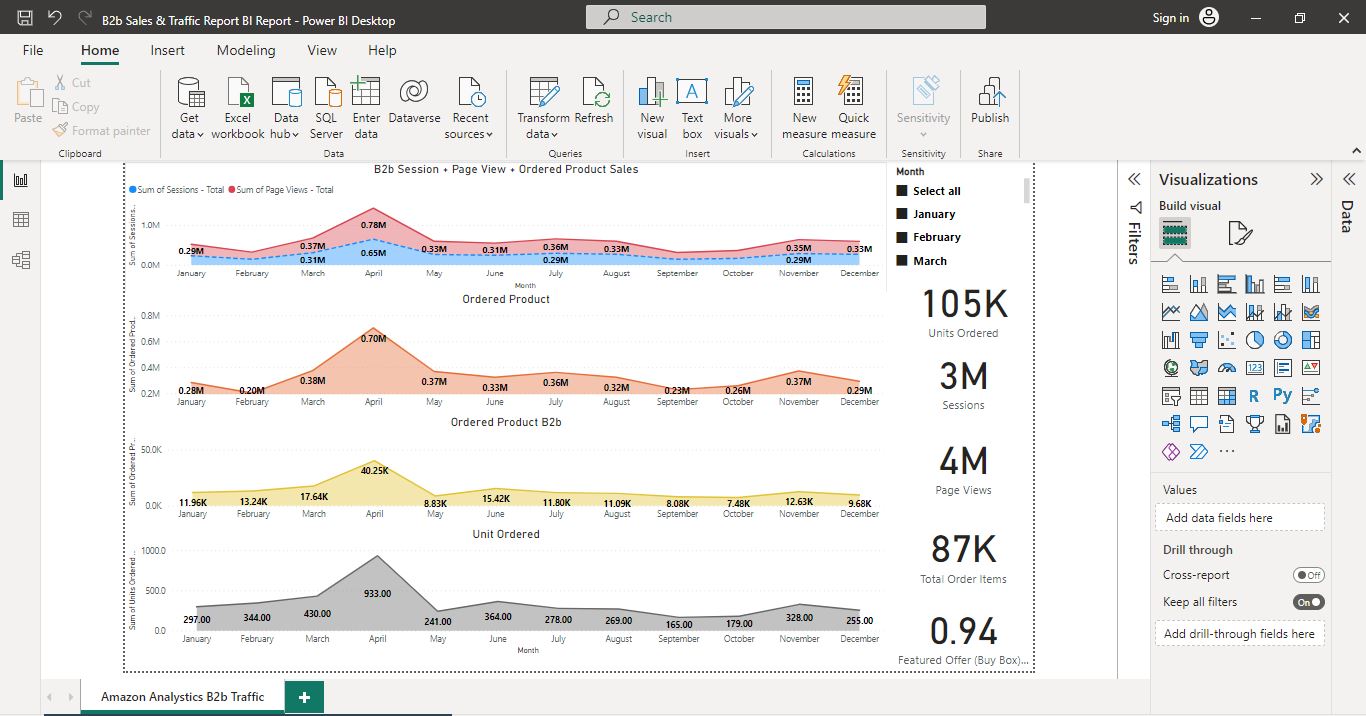 B2b Sales & Traffic Report BI Report - Power BI Desktop
Search
Sign in
File Home Insert Modeling View Help
Paste
Cut
Copy
Format painter
Clipboard
Get data
Excel workbook
Data hub
SQL Server
Enter data
Dataverse
Recent sources
Data
Transform data
Refresh
Queries
New visual
Text box
More visuals
Insert
New measure
Quick measure
Calculations
Sensitivity
Sensitivity
Publish
Share
B2b Session + Page View + Ordered Product Sales
Sum of Sessions - Total Sum of Page Views - Total
Sum of Sessions...
1.0M
0.0M
0.29M 0.37M 0.78M 0.33M 0.31M 0.36M 0.33M 0.35M 0.33M
0.31M 0.65M 0.29M 0.29M
January February March April May June July August September October November December
Month
Ordered Product
Sum of Ordered Prod...
0.8M
0.6M
0.4M
0.2M
0.28M 0.20M 0.38M 0.70M 0.37M 0.33M 0.36M 0.32M 0.23M 0.26M 0.37M 0.29M
January February March April May June July August September October November December
Ordered Product B2b
Sum of Ordered Pr...
50.0K
0.0K
11.96K 13.24K 17.64K 40.25K 8.83K 15.42K 11.80K 11.09K 8.08K 7.48K 12.63K 9.68K
January February March April May June July August September October November December
Unit Ordered
Sum of Units Ordered ...
1000.0
500.0
0.0
297.00 344.00 430.00 933.00 241.00 364.00 278.00 269.00 165.00 179.00 328.00 255.00
January February March April May June July August September October November December
Month
Month
Select all
January
February
March
105K
Units Ordered
3M
Sessions
4M
Page Views
87K
Total Order Items
0.94
Featured Offer (Buy Box)...
Filters
Visualizations
Build visual
123
R Py
...
Values
Add data fields here
Drill through
Cross-report
Off
Keep all filters
On
Add drill-through fields here
Data
Amazon Analystics B2b Traffic
+